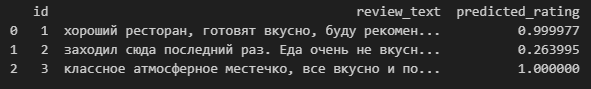 id review_text predicted_rating
0 1 хороший ресторан, готовят вкусно, буду рекомен... 0.999977
1 2 заходил сюда последний раз. Еда очень не вкусн... 0.263995
2 3 классное атмосферное местечко, все вкусно и по... 1.000000